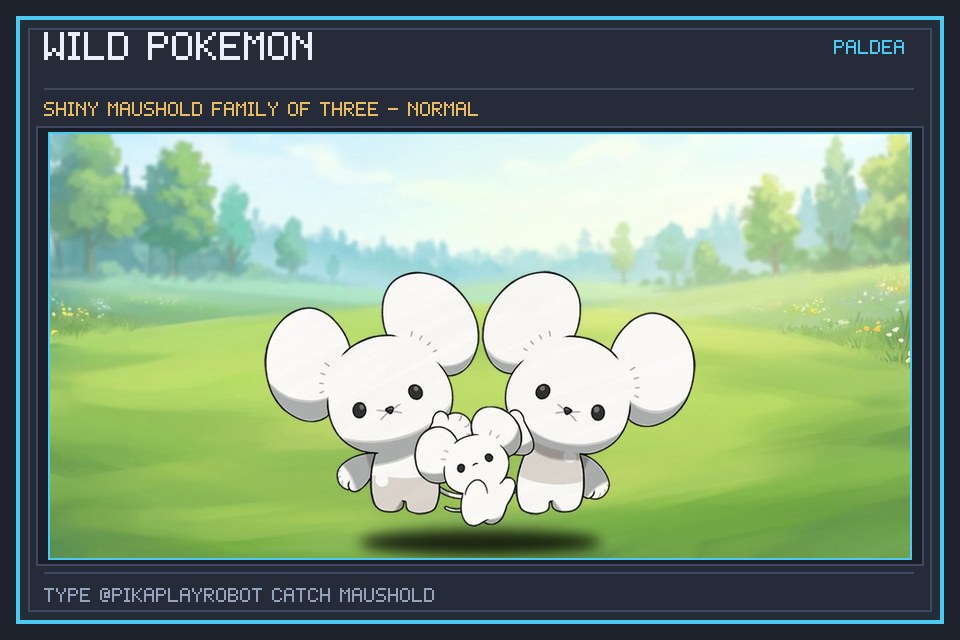 WILD POKEMON
PALDEA
SHINY MAUSHOLD FAMILY OF THREE - NORMAL
TYPE @PIKAPLAYROBOT CATCH MAUSHOLD